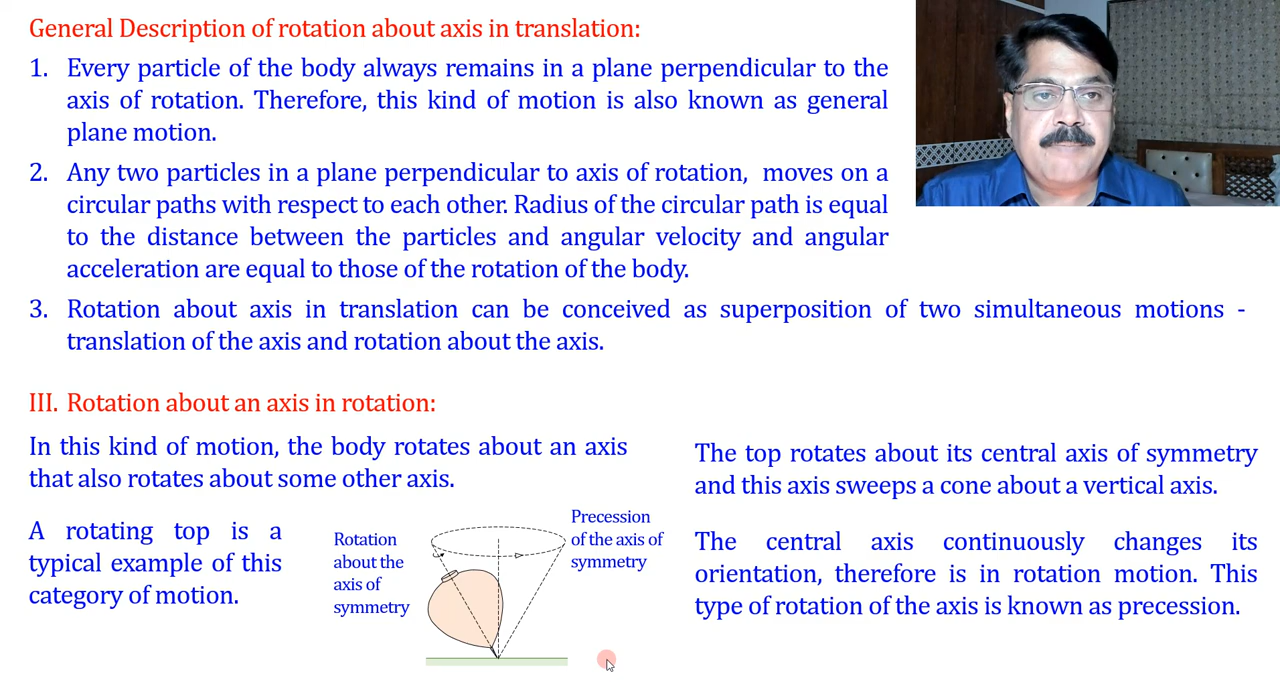 General Description of rotation about axis in translation:
1. Every particle of the body always remains in a plane perpendicular to the
axis of rotation. Therefore, this kind of motion is also known as general
plane motion.
2. Any two particles in a plane perpendicular to axis of rotation, moves on a
circular paths with respect to each other. Radius of the circular path is equal
to the distance between the particles and angular velocity and angular
acceleration are equal to those of the rotation of the body.
3. Rotation about axis in translation can be conceived as superposition of two simultaneous motions -
translation of the axis and rotation about the axis.
III. Rotation about an axis in rotation:
In this kind of motion, the body rotates about an axis
that also rotates about some other axis.
A rotating top is a
typical example of this
category of motion.
Rotation
about the
axis of
symmetry
Precession
of the axis of
symmetry
The top rotates about its central axis of symmetry
and this axis sweeps a cone about a vertical axis.
The central axis continuously changes its
orientation, therefore is in rotation motion. This
type of rotation of the axis is known as precession.